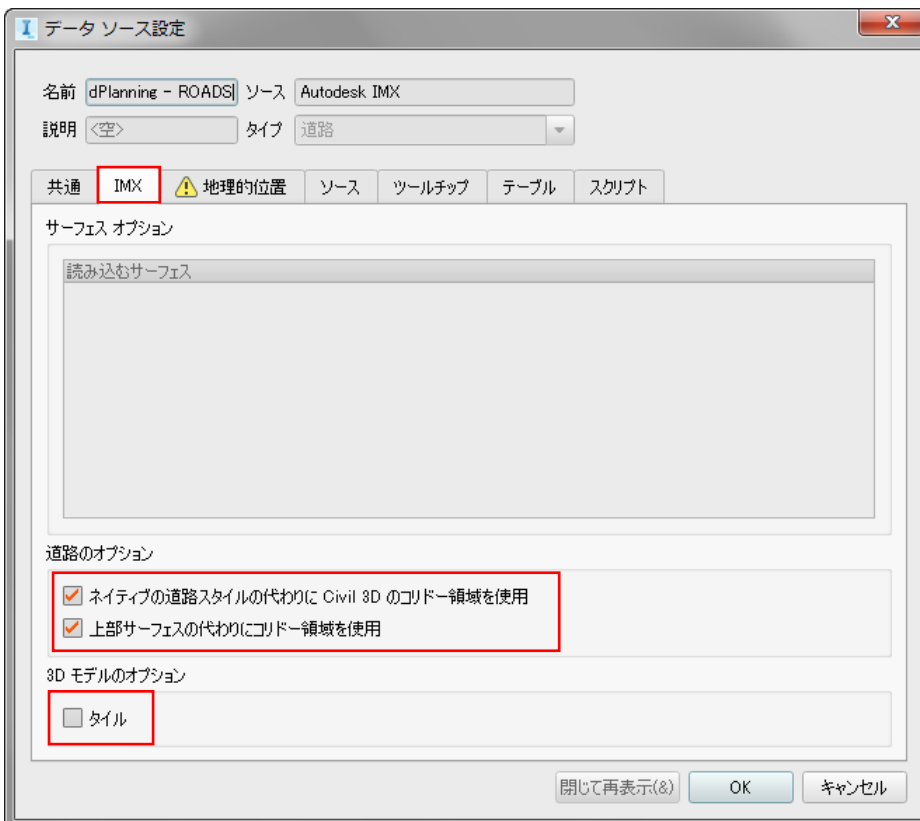 データ ソース設定
名前 dPlanning - ROADS ソース Autodesk IMX
説明 <空> タイプ 道路
共通 IMX 地理的位置 ソース ツールチップ テーブル スクリプト
サーフェス オプション
読み込むサーフェス
道路のオプション
ネイティブの道路スタイルの代わりに Civil 3D のコリドー領域を使用
上部サーフェスの代わりにコリドー領域を使用
3D モデルのオプション
タイル
閉じて再表示(&) OK キャンセル